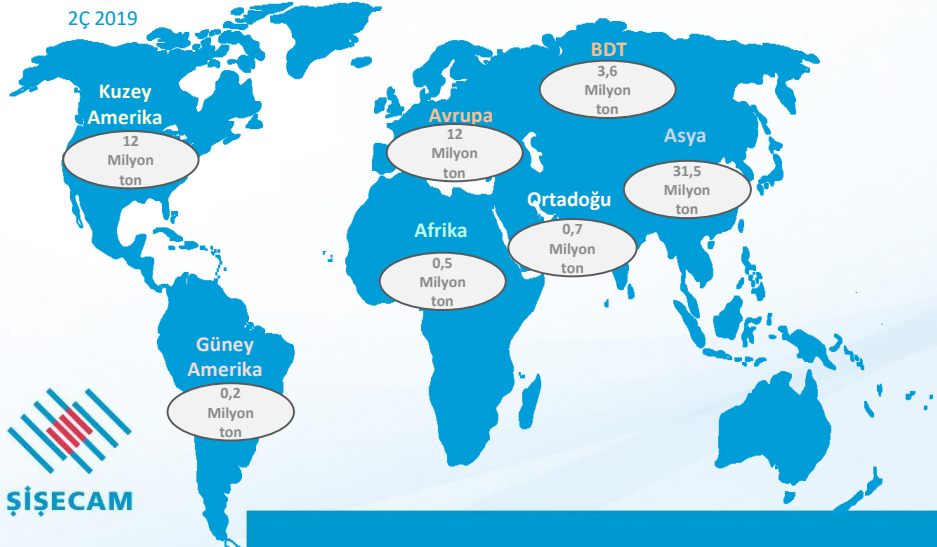 2Ç 2019
BDT
3,6
Milyon
ton
Kuzey
Amerika
12
Milyon
ton
Avrupa
12
Milyon
ton
Asya
31,5
Milyon
ton
Ortadoğu
0,7
Milyon
ton
Afrika
0,5
Milyon
ton
Güney
Amerika
0,2
Milyon
ton
ŞİŞECAM